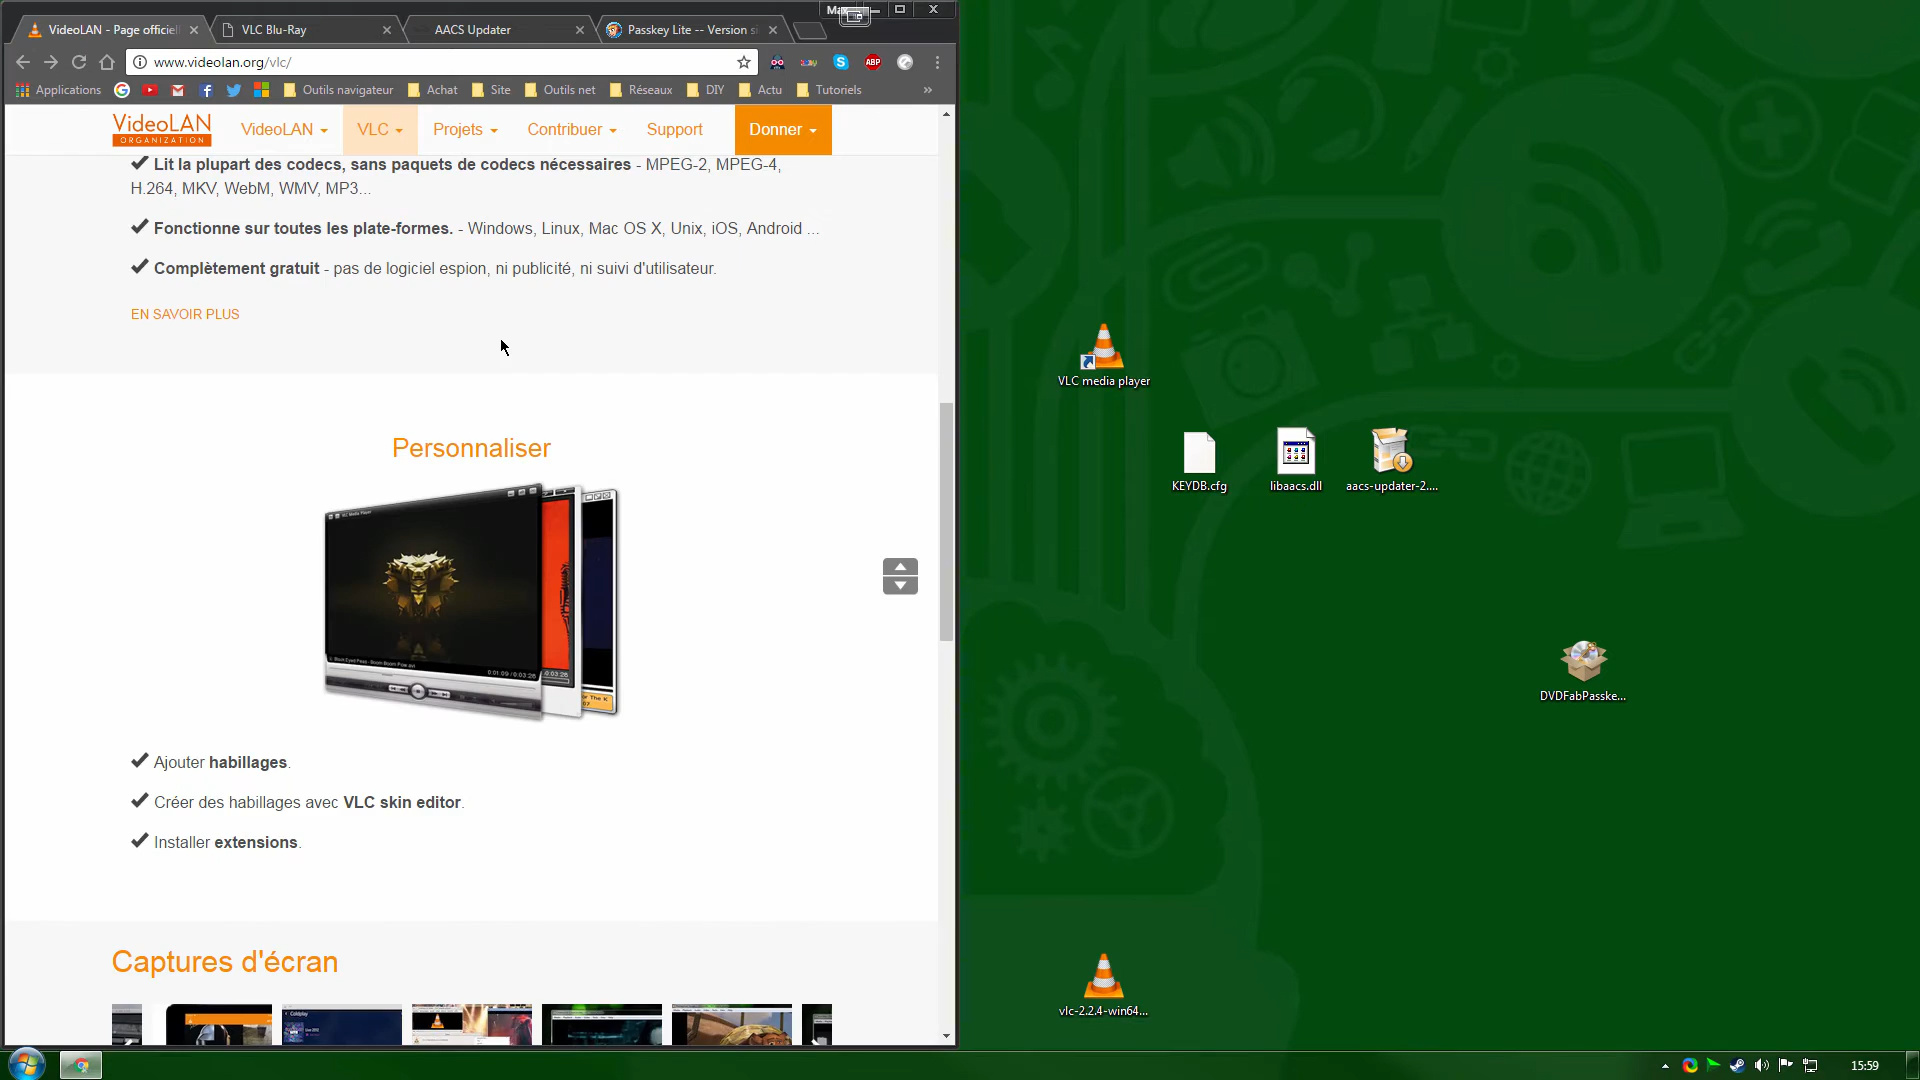 Max
VideoLAN - Page officiel
VLC Blu-Ray
AACS Updater
Passkey Lite -- Version si
www.videolan.org/vlc/
ABP
Applications
Outils navigateur
Achat
Site
Outils net
Réseaux
DIY
Actu
Tutoriels
»
VideoLAN
ORGANIZATION
VideoLAN
VLC
Projets
Contribuer
Support
Donner
Lit la plupart des codecs, sans paquets de codecs nécessaires - MPEG-2, MPEG-4,
H.264, MKV, WebM, WMV, MP3...
Fonctionne sur toutes les plate-formes. - Windows, Linux, Mac OS X, Unix, iOS, Android ...
Complètement gratuit - pas de logiciel espion, ni publicité, ni suivi d'utilisateur.
EN SAVOIR PLUS
Personnaliser
Ajouter habillages.
Créer des habillages avec VLC skin editor.
Installer extensions.
Captures d'écran
VLC media player
KEYDB.cfg
libaacs.dll
aacs-updater-2....
DVDFabPasske...
vlc-2.2.4-win64...
15:59